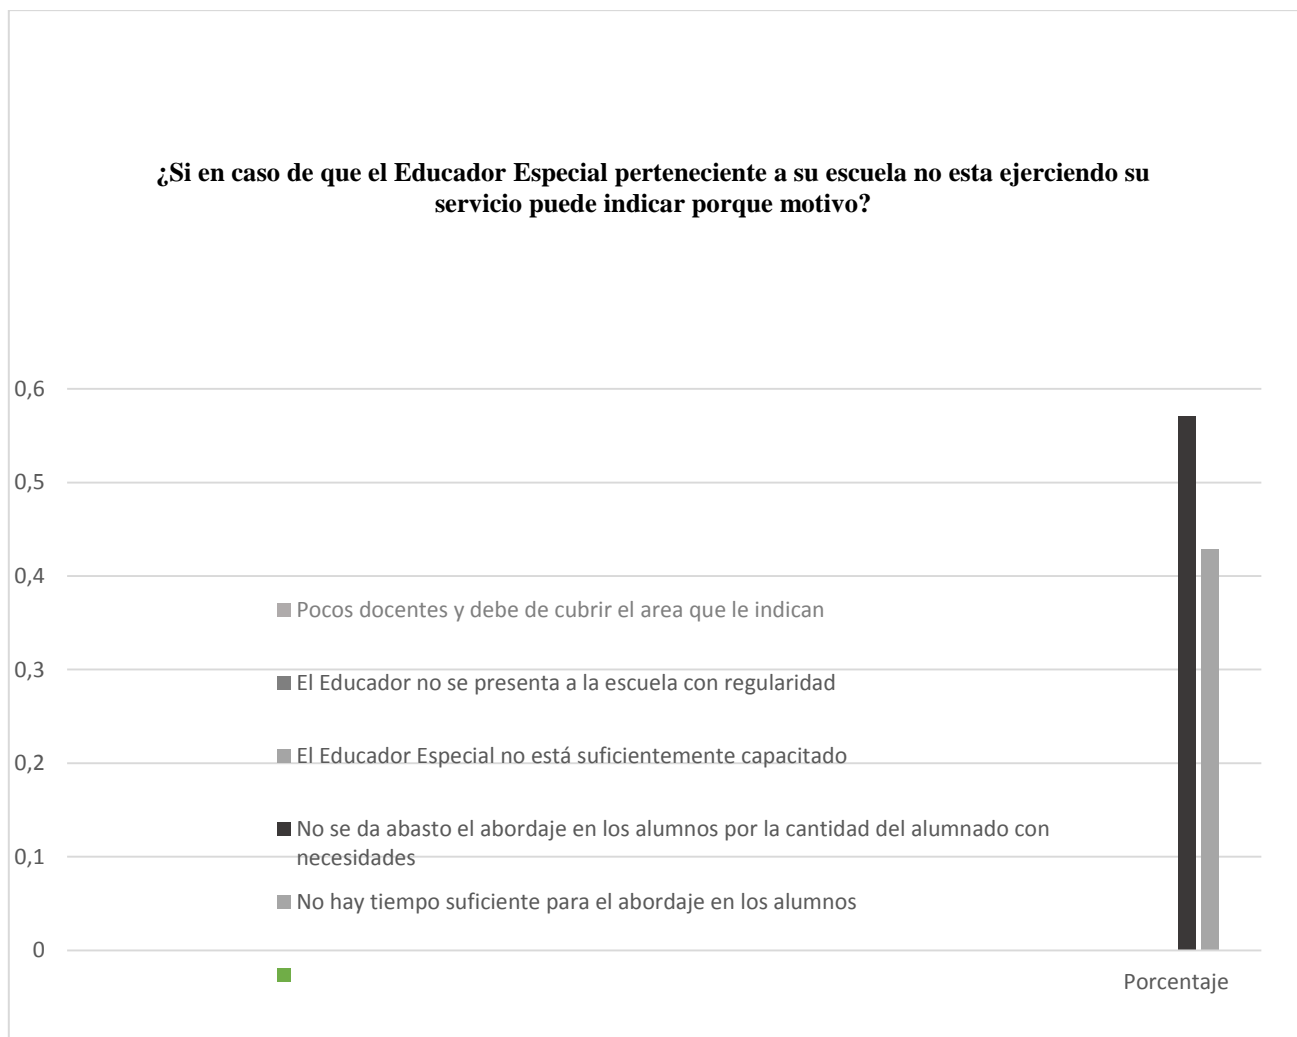 ¿Si en caso de que el Educador Especial perteneciente a su escuela no esta ejerciendo su
servicio puede indicar porque motivo?
0,6
0,5
0,4
Pocos docentes y debe de cubrir el area que le indican
0,3
El Educador no se presenta a la escuela con regularidad
El Educador Especial no está suficientemente capacitado
0,2
No se da abasto el abordaje en los alumnos por la cantidad del alumnado con
necesidades
0,1
No hay tiempo suficiente para el abordaje en los alumnos
0
Porcentaje